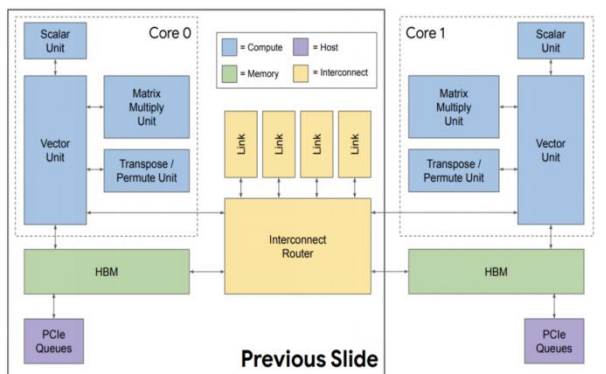 Scalar
Unit
Core 0
= Compute
= Host
= Memory
= Interconnect
Core 1
Scalar
Unit
Vector
Unit
Matrix
Multiply
Unit
Transpose /
Permute Unit
Link
Link
Link
Link
Interconnect
Router
Matrix
Multiply
Unit
Transpose /
Permute Unit
Vector
Unit
HBM
HBM
PCIe
Queues
Previous Slide
PCIe
Queues